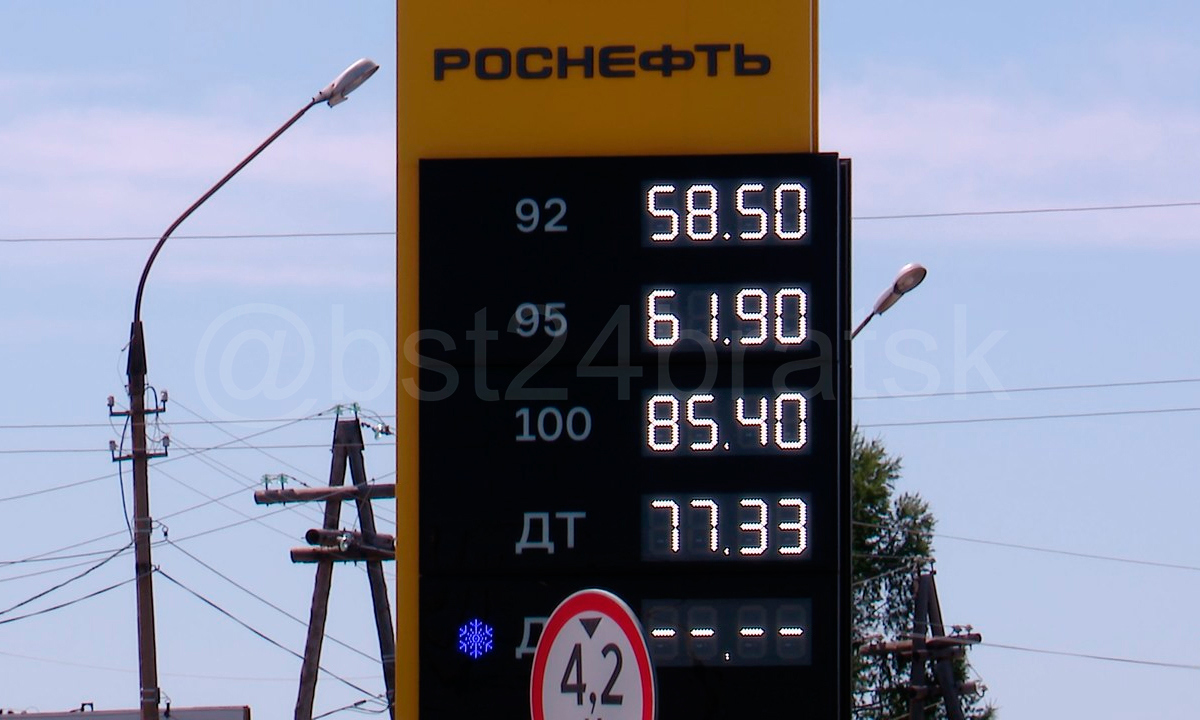 РОСНЕФТЬ
92 58.50
95 61.90
@bst24bratsk
100 85.40
ДТ 77.33
Д --.--
4,2